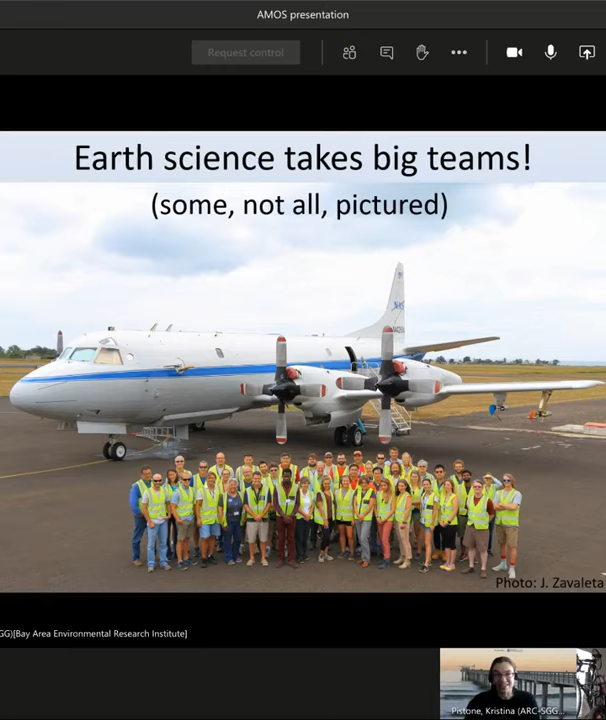 AMOS presentation
Request control
Earth science takes big teams!
(some, not all, pictured)
Photo: J. Zavaleta
GG)[Bay Area Environmental Research Institute]
Pistone, Kristina (ARC-SGG...